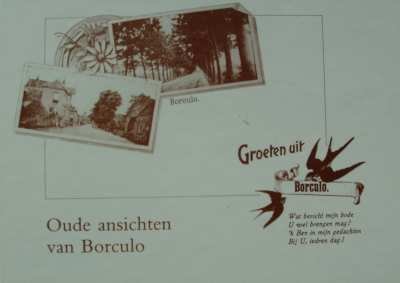 Borculo.
Groeten uit
Borculo.
Wat bericht mijn bode
U wel brengen mag?
'k Ben in mijn gedachten
Bij U, iedren dag!
Oude ansichten
van Borculo